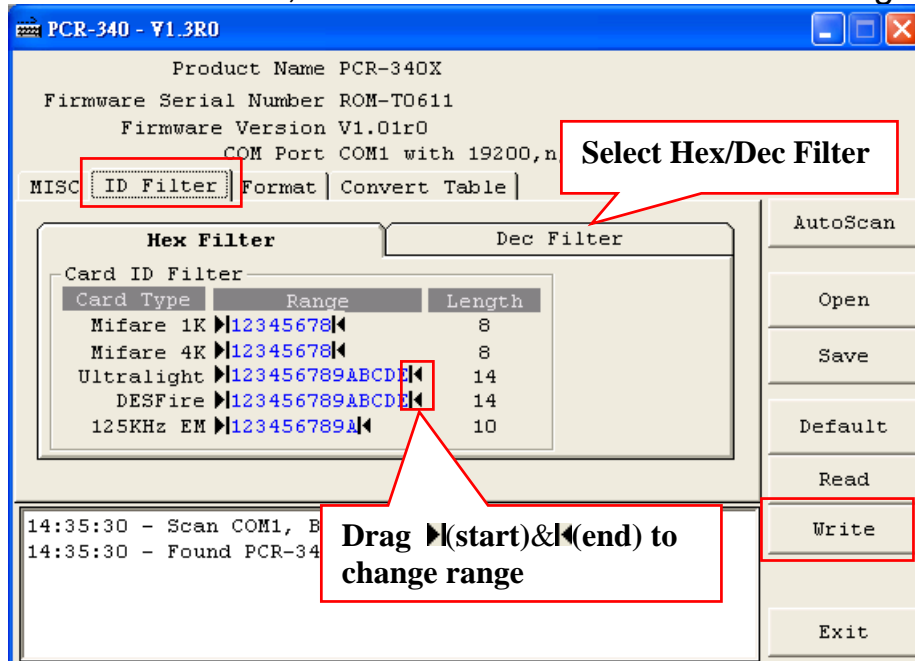 PCR-340 - V1.3R0
Product Name PCR-340X
Firmware Serial Number ROM-T0611
Firmware Version V1.01r0
COM Port COM1 with 19200,n
Select Hex/Dec Filter
MISC ID Filter Format Convert Table
Hex Filter Dec Filter
Card ID Filter
Card Type Range Length
Mifare 1K 12345678 8
Mifare 4K 12345678 8
Ultralight 123456789ABCDE 14
DESFire 123456789ABCDE 14
125KHz EM 123456789A 10
AutoScan
Open
Save
Default
Read
Write
Exit
14:35:30 - Scan COM1, B
14:35:30 - Found PCR-34
Drag (start)&(end) to
change range